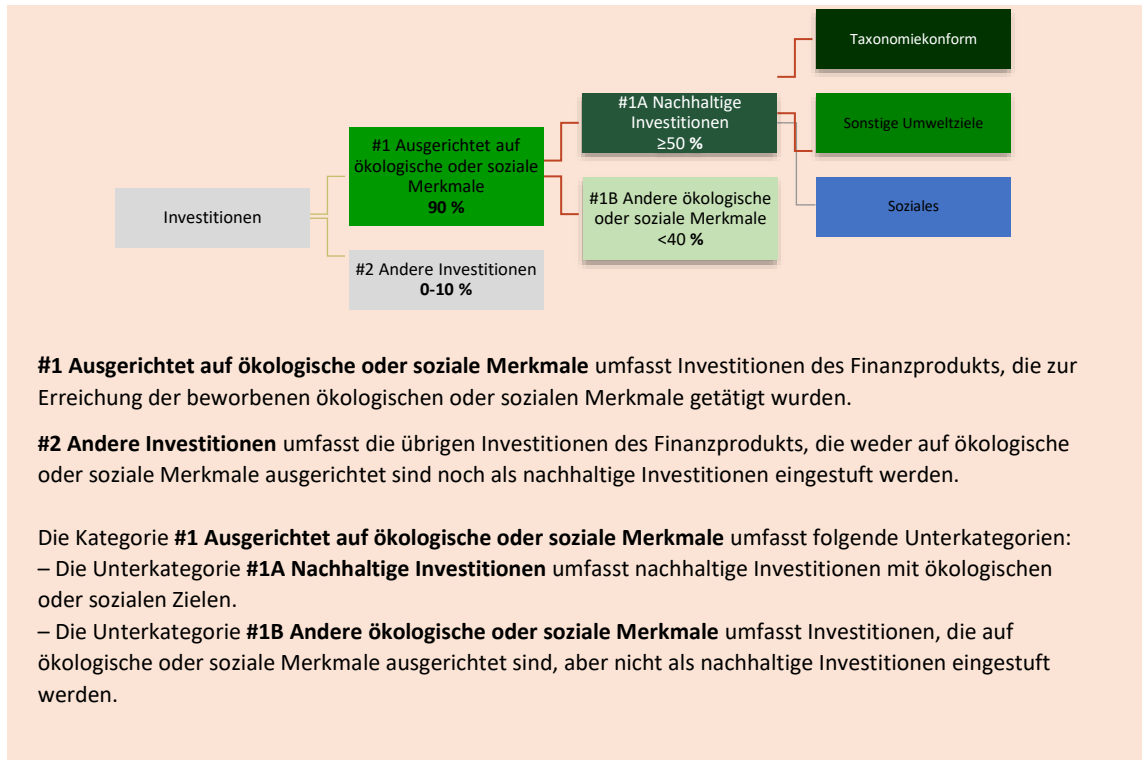 Taxonomiekonform
#1A Nachhaltige
Investitionen
≥50 %
Sonstige Umweltziele
#1 Ausgerichtet auf
ökologische oder soziale
Merkmale
90 %
#1B Andere ökologische
oder soziale Merkmale
<40 %
Soziales
Investitionen
#2 Andere Investitionen
0-10 %
#1 Ausgerichtet auf ökologische oder soziale Merkmale umfasst Investitionen des Finanzprodukts, die zur
Erreichung der beworbenen ökologischen oder sozialen Merkmale getätigt wurden.
#2 Andere Investitionen umfasst die übrigen Investitionen des Finanzprodukts, die weder auf ökologische
oder soziale Merkmale ausgerichtet sind noch als nachhaltige Investitionen eingestuft werden.
Die Kategorie #1 Ausgerichtet auf ökologische oder soziale Merkmale umfasst folgende Unterkategorien:
– Die Unterkategorie #1A Nachhaltige Investitionen umfasst nachhaltige Investitionen mit ökologischen
oder sozialen Zielen.
– Die Unterkategorie #1B Andere ökologische oder soziale Merkmale umfasst Investitionen, die auf
ökologische oder soziale Merkmale ausgerichtet sind, aber nicht als nachhaltige Investitionen eingestuft
werden.